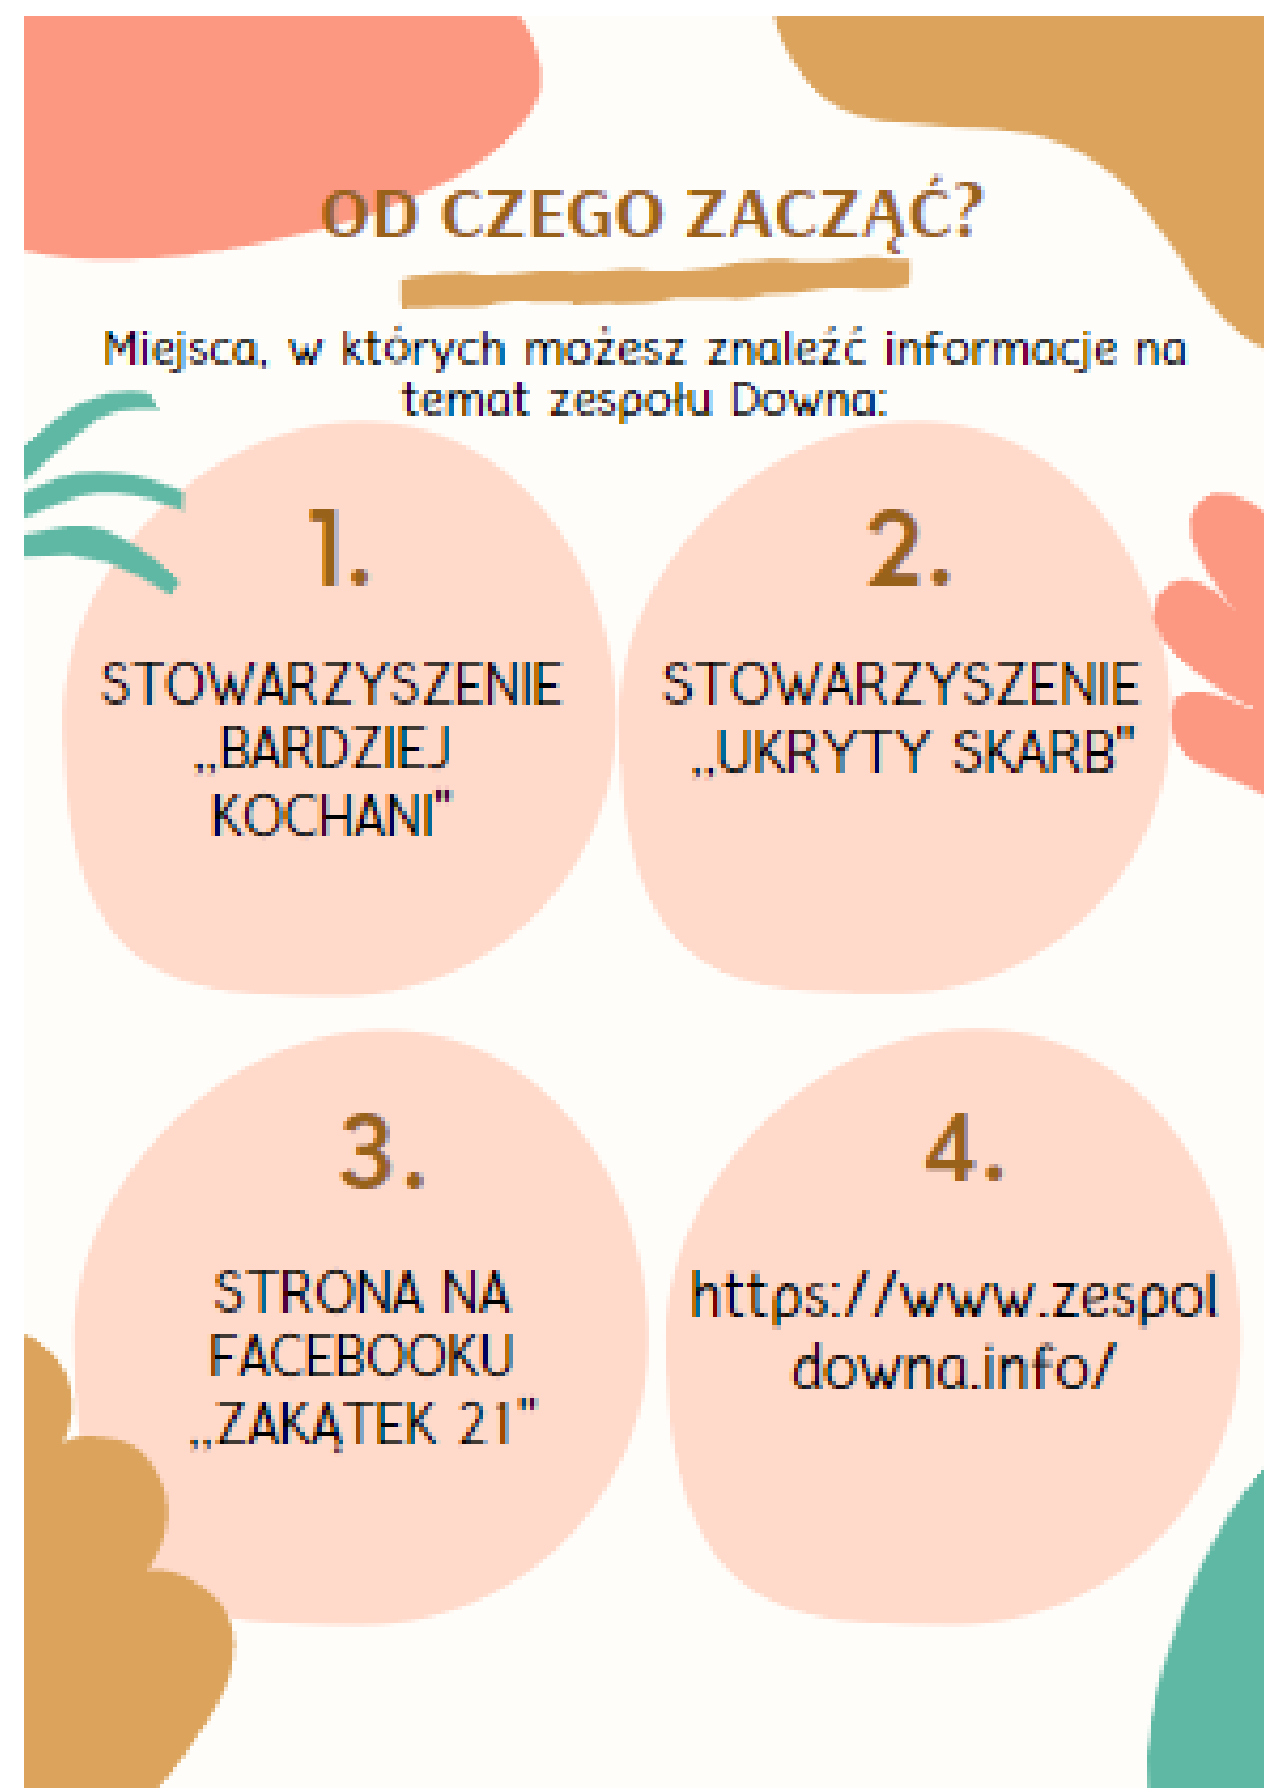 OD CZEGO ZACZĄĆ?
Miejsca, w których możesz znaleźć informacje na
temat zespołu Downa:
1.
STOWARZYSZENIE
,,BARDZIEJ
KOCHANI"
2.
STOWARZYSZENIE
,,UKRYTY SKARB"
3.
STRONA NA
FACEBOOKU
,,ZAKĄTEK 21"
4.
https://www.zespol
downa.info/